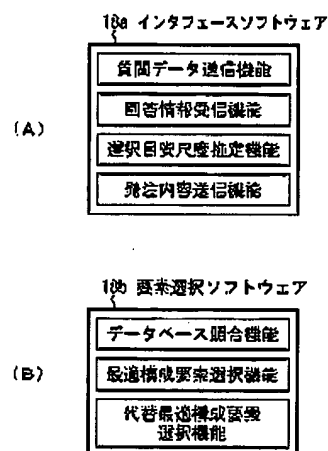 18a インタフェースソフトウェア
(A)
質問データ送信機能
回答情報受信機能
選択目安尺度推定機能
発注内容送信機能
18b 要素選択ソフトウェア
(B)
データベース照合機能
最適構成要素選択機能
代替最適構成要素
選択機能